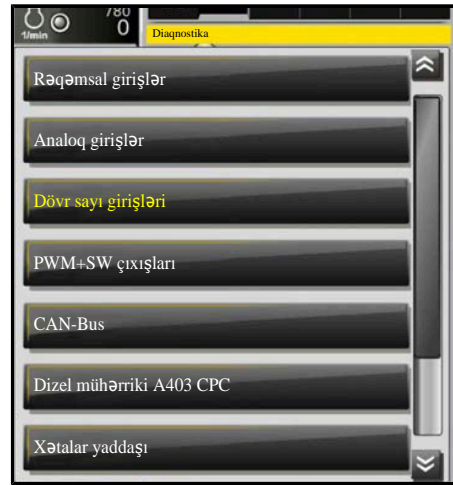 780
1/min 0
Diaqnostika
Rəqəmsal girişlər
Analoq girişlər
Dövr sayı girişləri
PWM+SW çıxışları
CAN-Bus
Dizel mühərriki A403 CPC
Xətalar yaddaşı